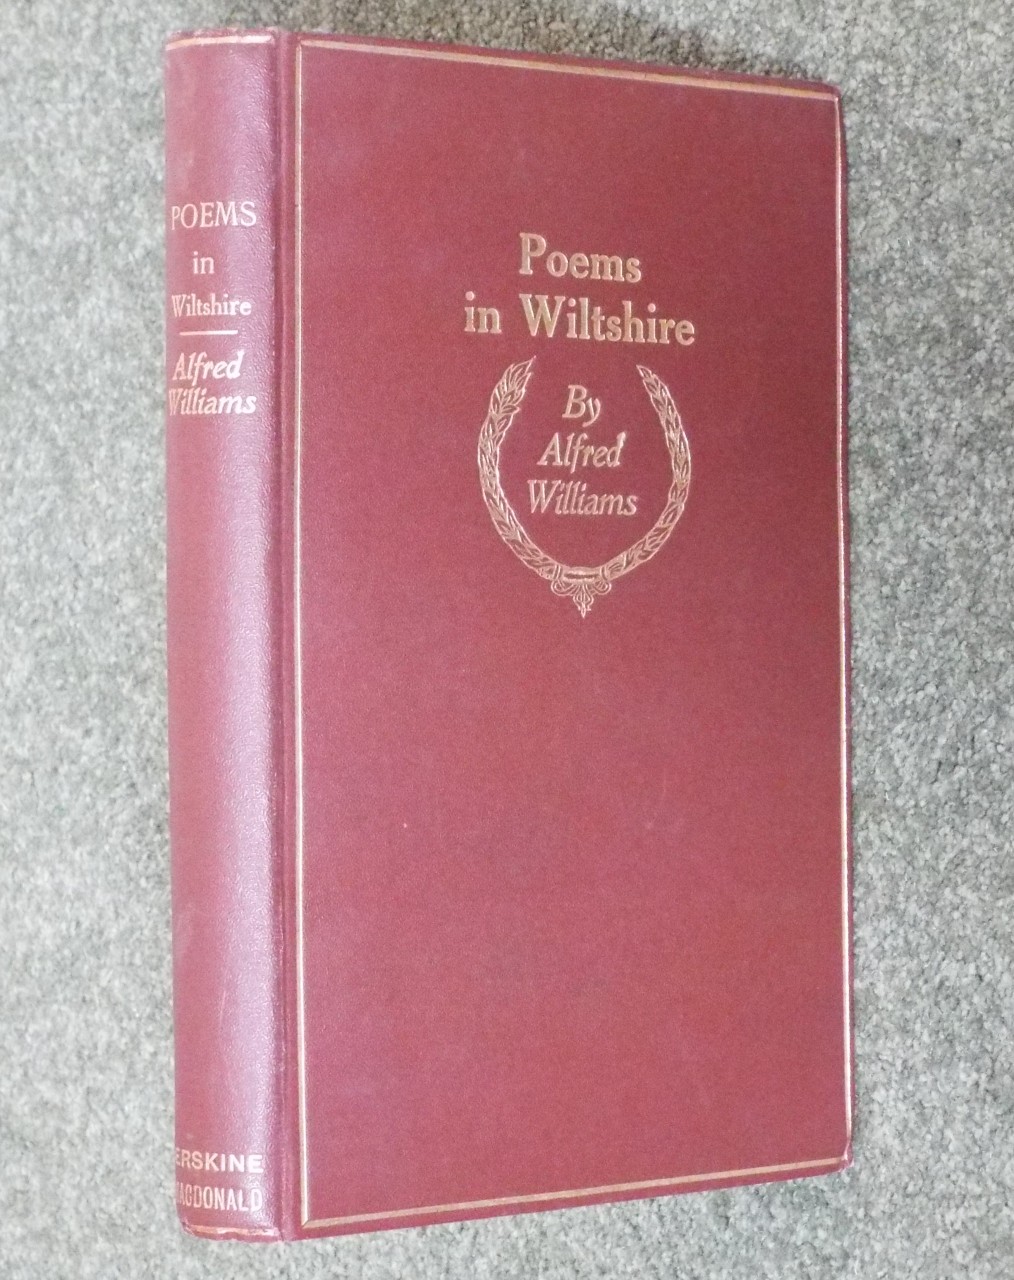 POEMS
in
Wiltshire
Alfred
Williams
ERSKINE
MACDONALD
Poems
in Wiltshire
By
Alfred
Williams